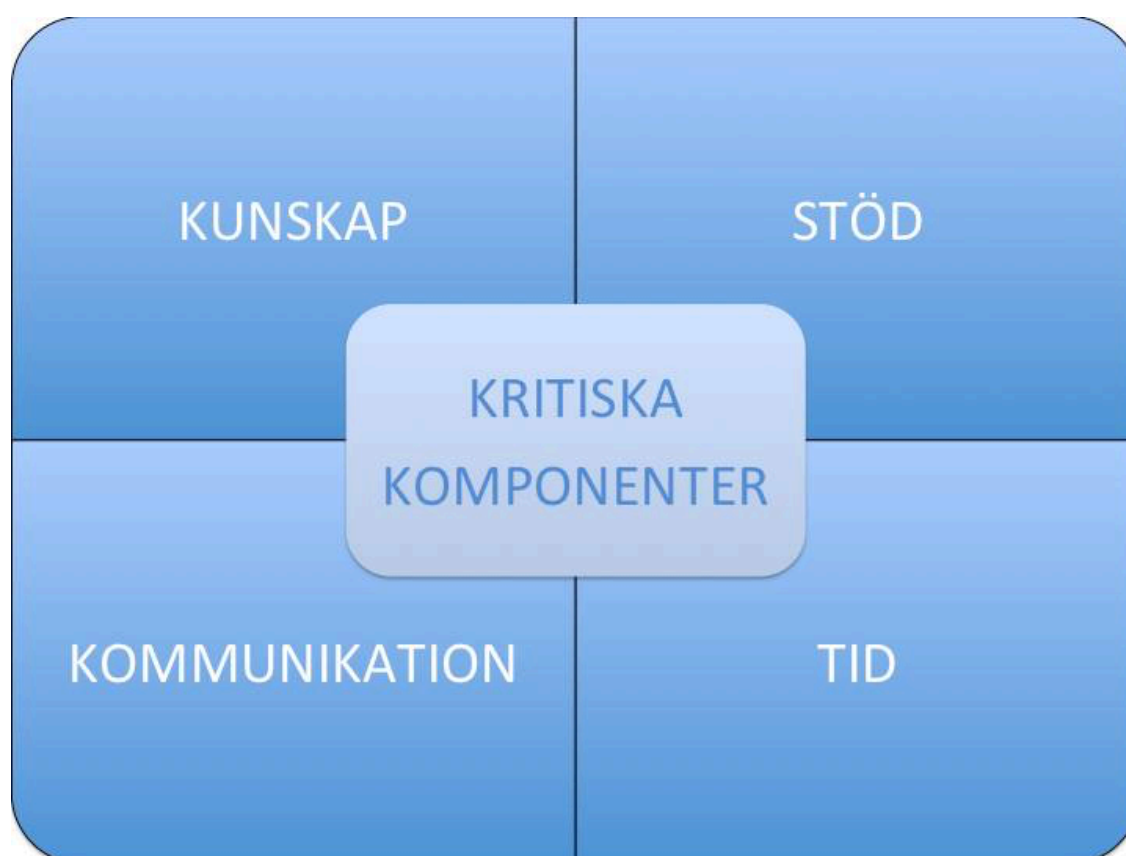 KUNSKAP
STÖD
KRITISKA
KOMPONENTER
KOMMUNIKATION
TID